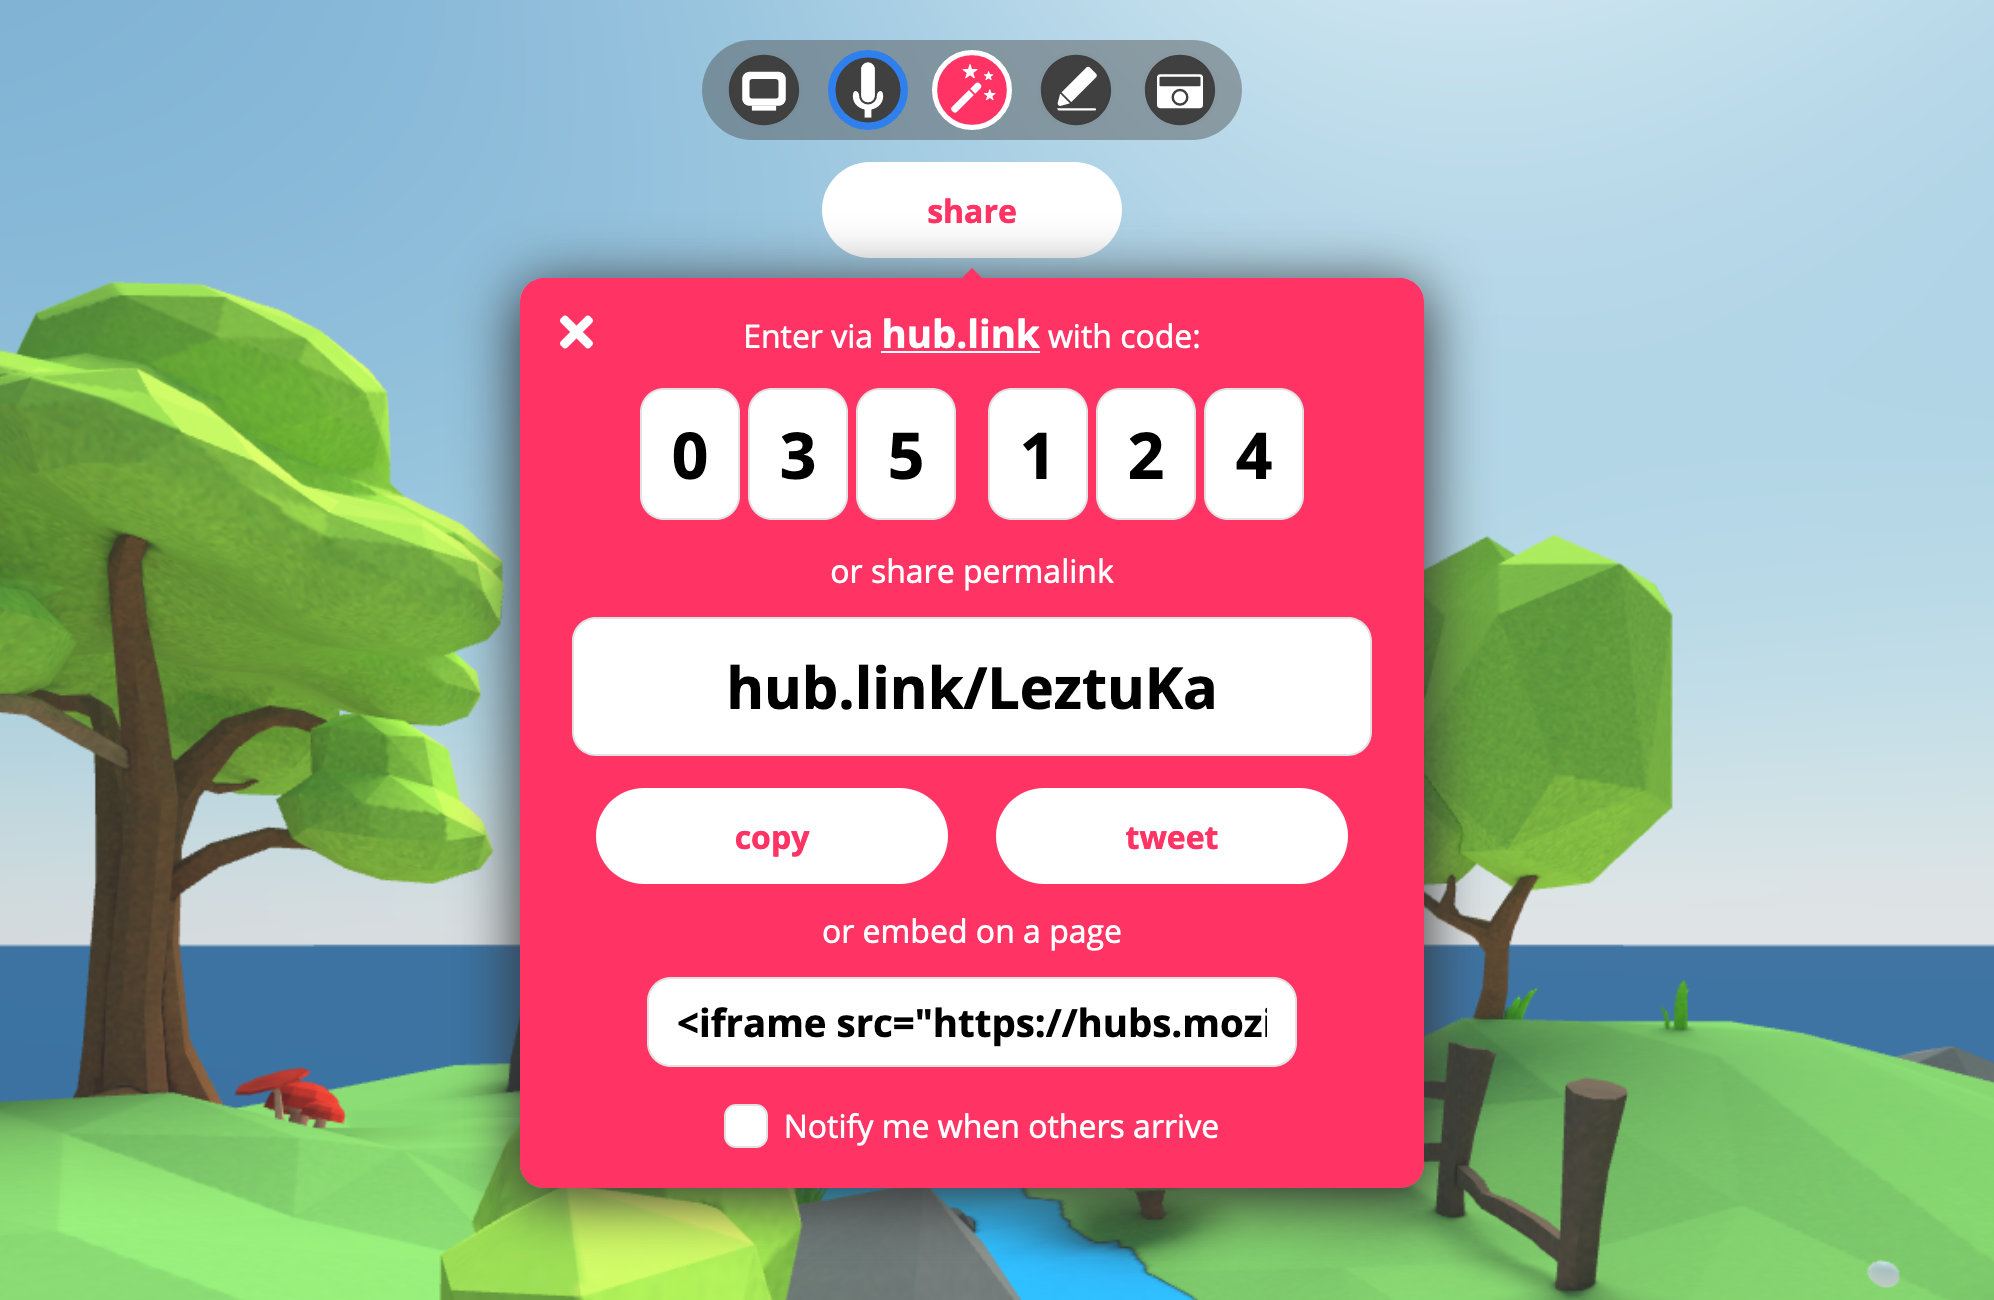 share
Enter via hub.link with code:
0 3 5 1 2 4
or share permalink
hub.link/LeztuKa
copy tweet
or embed on a page
<iframe src="https://hubs.mozi
Notify me when others arrive